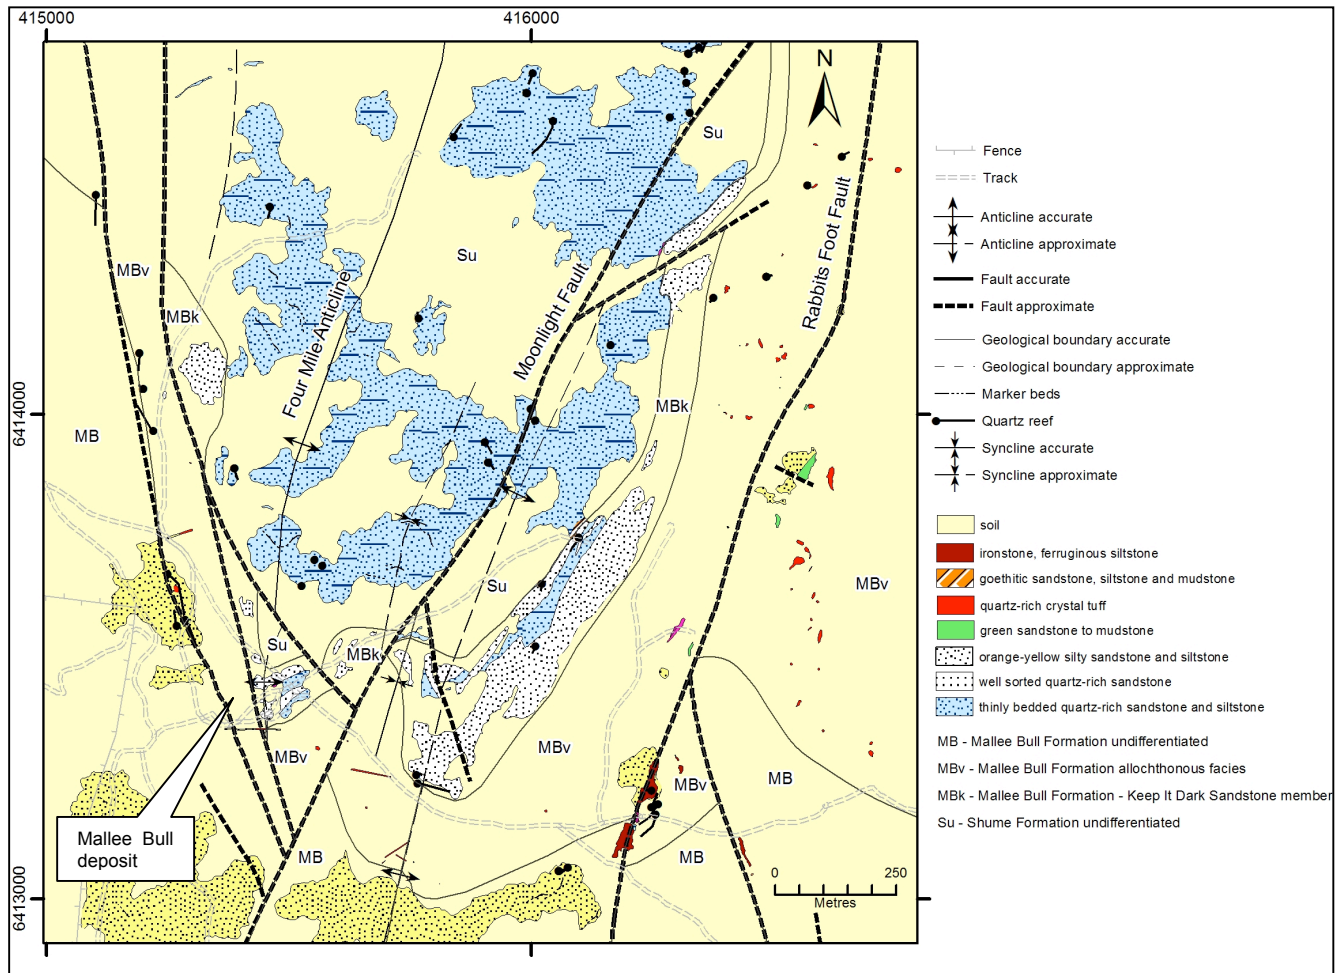 415000
416000
N
Su
MBv
Su
MBk
Four Mile Anticline
Moonlight Fault
Rabbits Foot Fault
6414000
MB
MBk
Su
MBv
Su
MBk
MBv
MBv
MBv
MB
Mallee Bull
deposit
MB
MB
0 250
Metres
6413000
Fence
Track
Anticline accurate
Anticline approximate
Fault accurate
Fault approximate
Geological boundary accurate
Geological boundary approximate
Marker beds
Quartz reef
Syncline accurate
Syncline approximate
soil
ironstone, ferruginous siltstone
goethitic sandstone, siltstone and mudstone
quartz-rich crystal tuff
green sandstone to mudstone
orange-yellow silty sandstone and siltstone
well sorted quartz-rich sandstone
thinly bedded quartz-rich sandstone and siltstone
MB - Mallee Bull Formation undifferentiated
MBv - Mallee Bull Formation allochthonous facies
MBk - Mallee Bull Formation - Keep It Dark Sandstone member
Su - Shume Formation undifferentiated